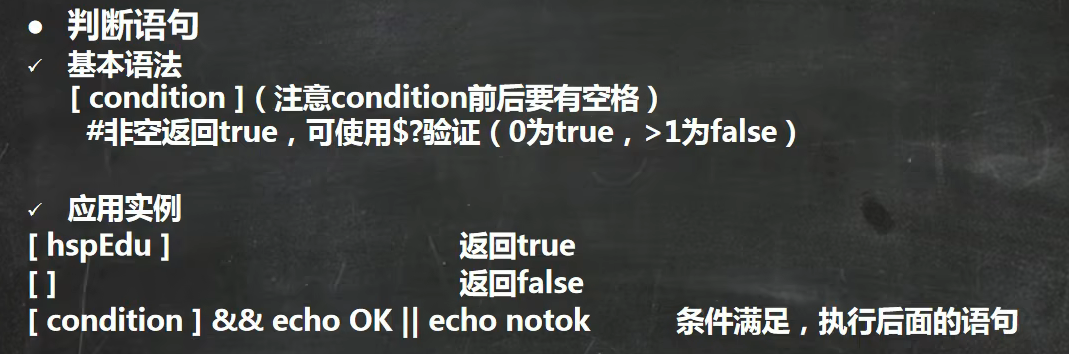 ● 判断语句
✓ 基本语法
[ condition ]（注意condition前后要有空格）
#非空返回true，可使用$?验证（0为true，>1为false）
✓ 应用实例
[ hspEdu ] 返回true
[ ] 返回false
[ condition ] && echo OK || echo notok 条件满足，执行后面的语句